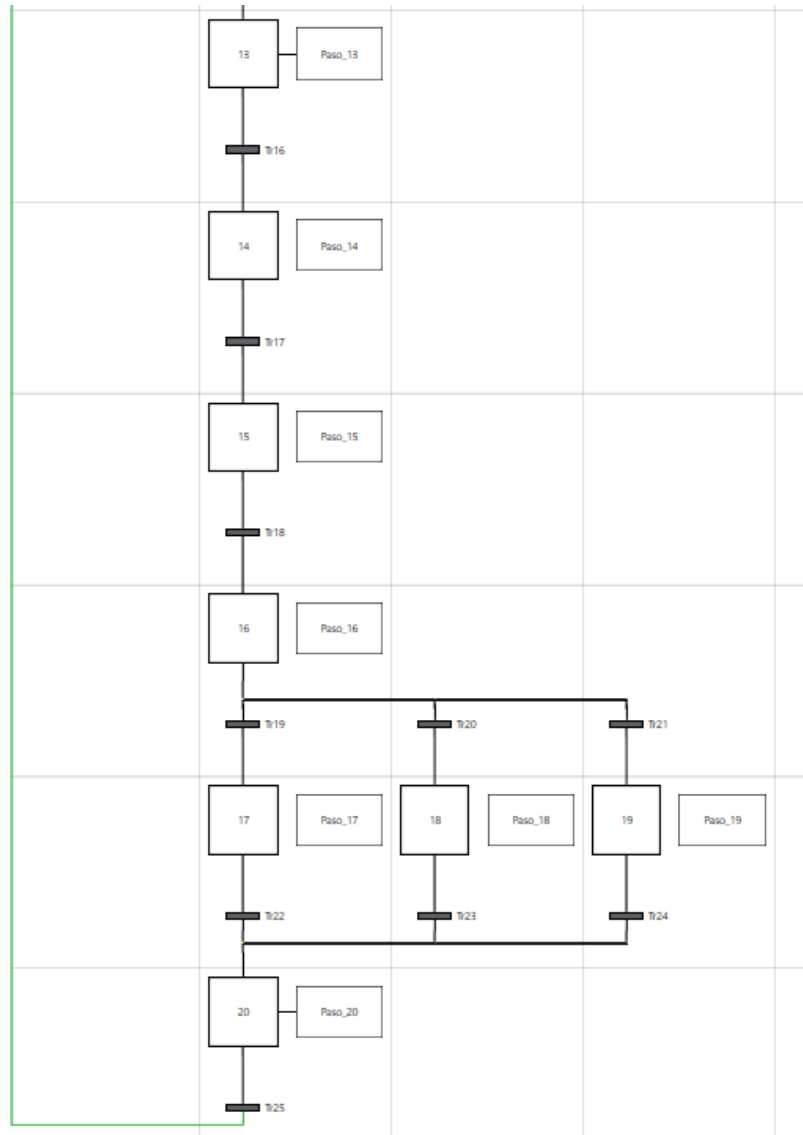 13 Paso_13
Tr16
14 Paso_14
Tr17
15 Paso_15
Tr18
16 Paso_16
Tr19 Tr20 Tr21
17 Paso_17 18 Paso_18 19 Paso_19
Tr22 Tr23 Tr24
20 Paso_20
Tr25